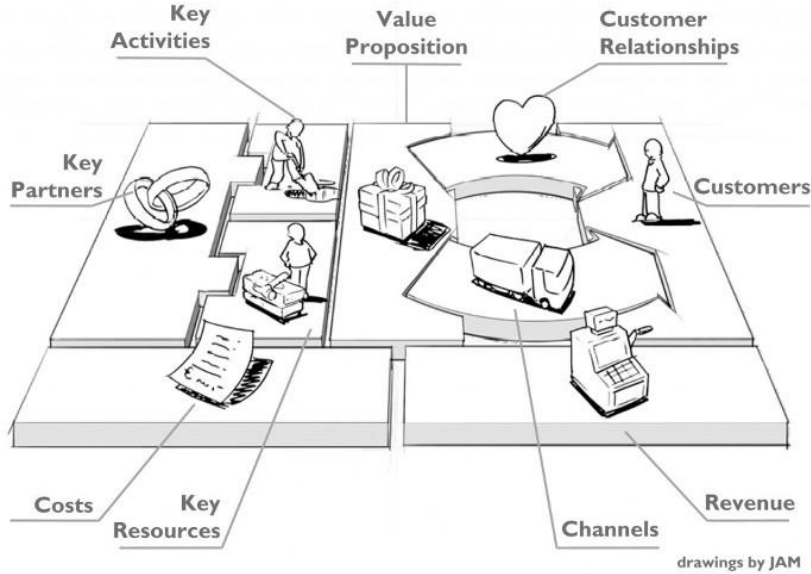 Key
Activities
Value
Proposition
Customer
Relationships
Key
Partners
Customers
Costs
Key
Resources
Channels
Revenue
drawings by JAM